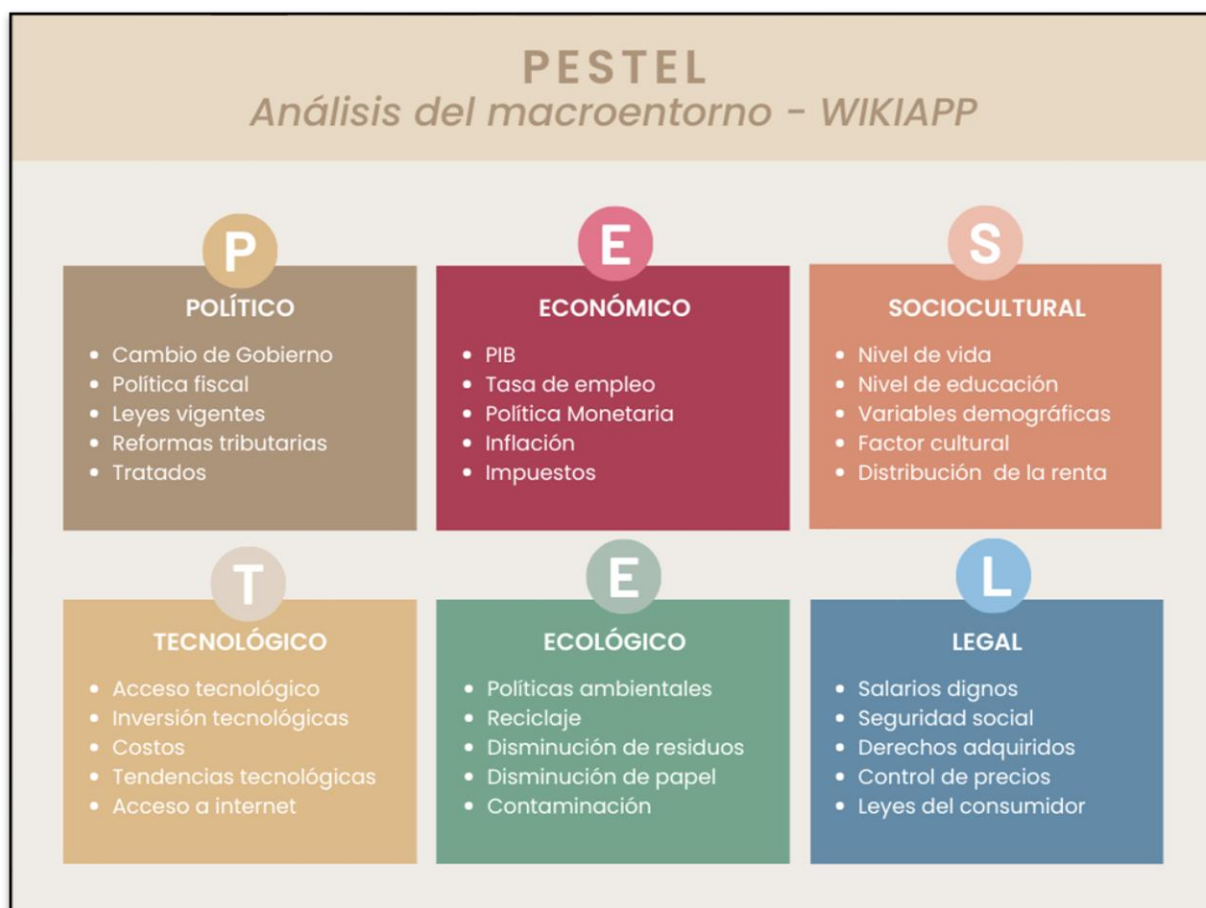 PESTEL
Análisis del macroentorno - WIKIAPP
P
POLÍTICO
• Cambio de Gobierno
• Política fiscal
• Leyes vigentes
• Reformas tributarias
• Tratados
E
ECONÓMICO
• PIB
• Tasa de empleo
• Política Monetaria
• Inflación
• Impuestos
S
SOCIOCULTURAL
• Nivel de vida
• Nivel de educación
• Variables demográficas
• Factor cultural
• Distribución de la renta
T
TECNOLÓGICO
• Acceso tecnológico
• Inversión tecnológicas
• Costos
• Tendencias tecnológicas
• Acceso a internet
E
ECOLÓGICO
• Políticas ambientales
• Reciclaje
• Disminución de residuos
• Disminución de papel
• Contaminación
L
LEGAL
• Salarios dignos
• Seguridad social
• Derechos adquiridos
• Control de precios
• Leyes del consumidor